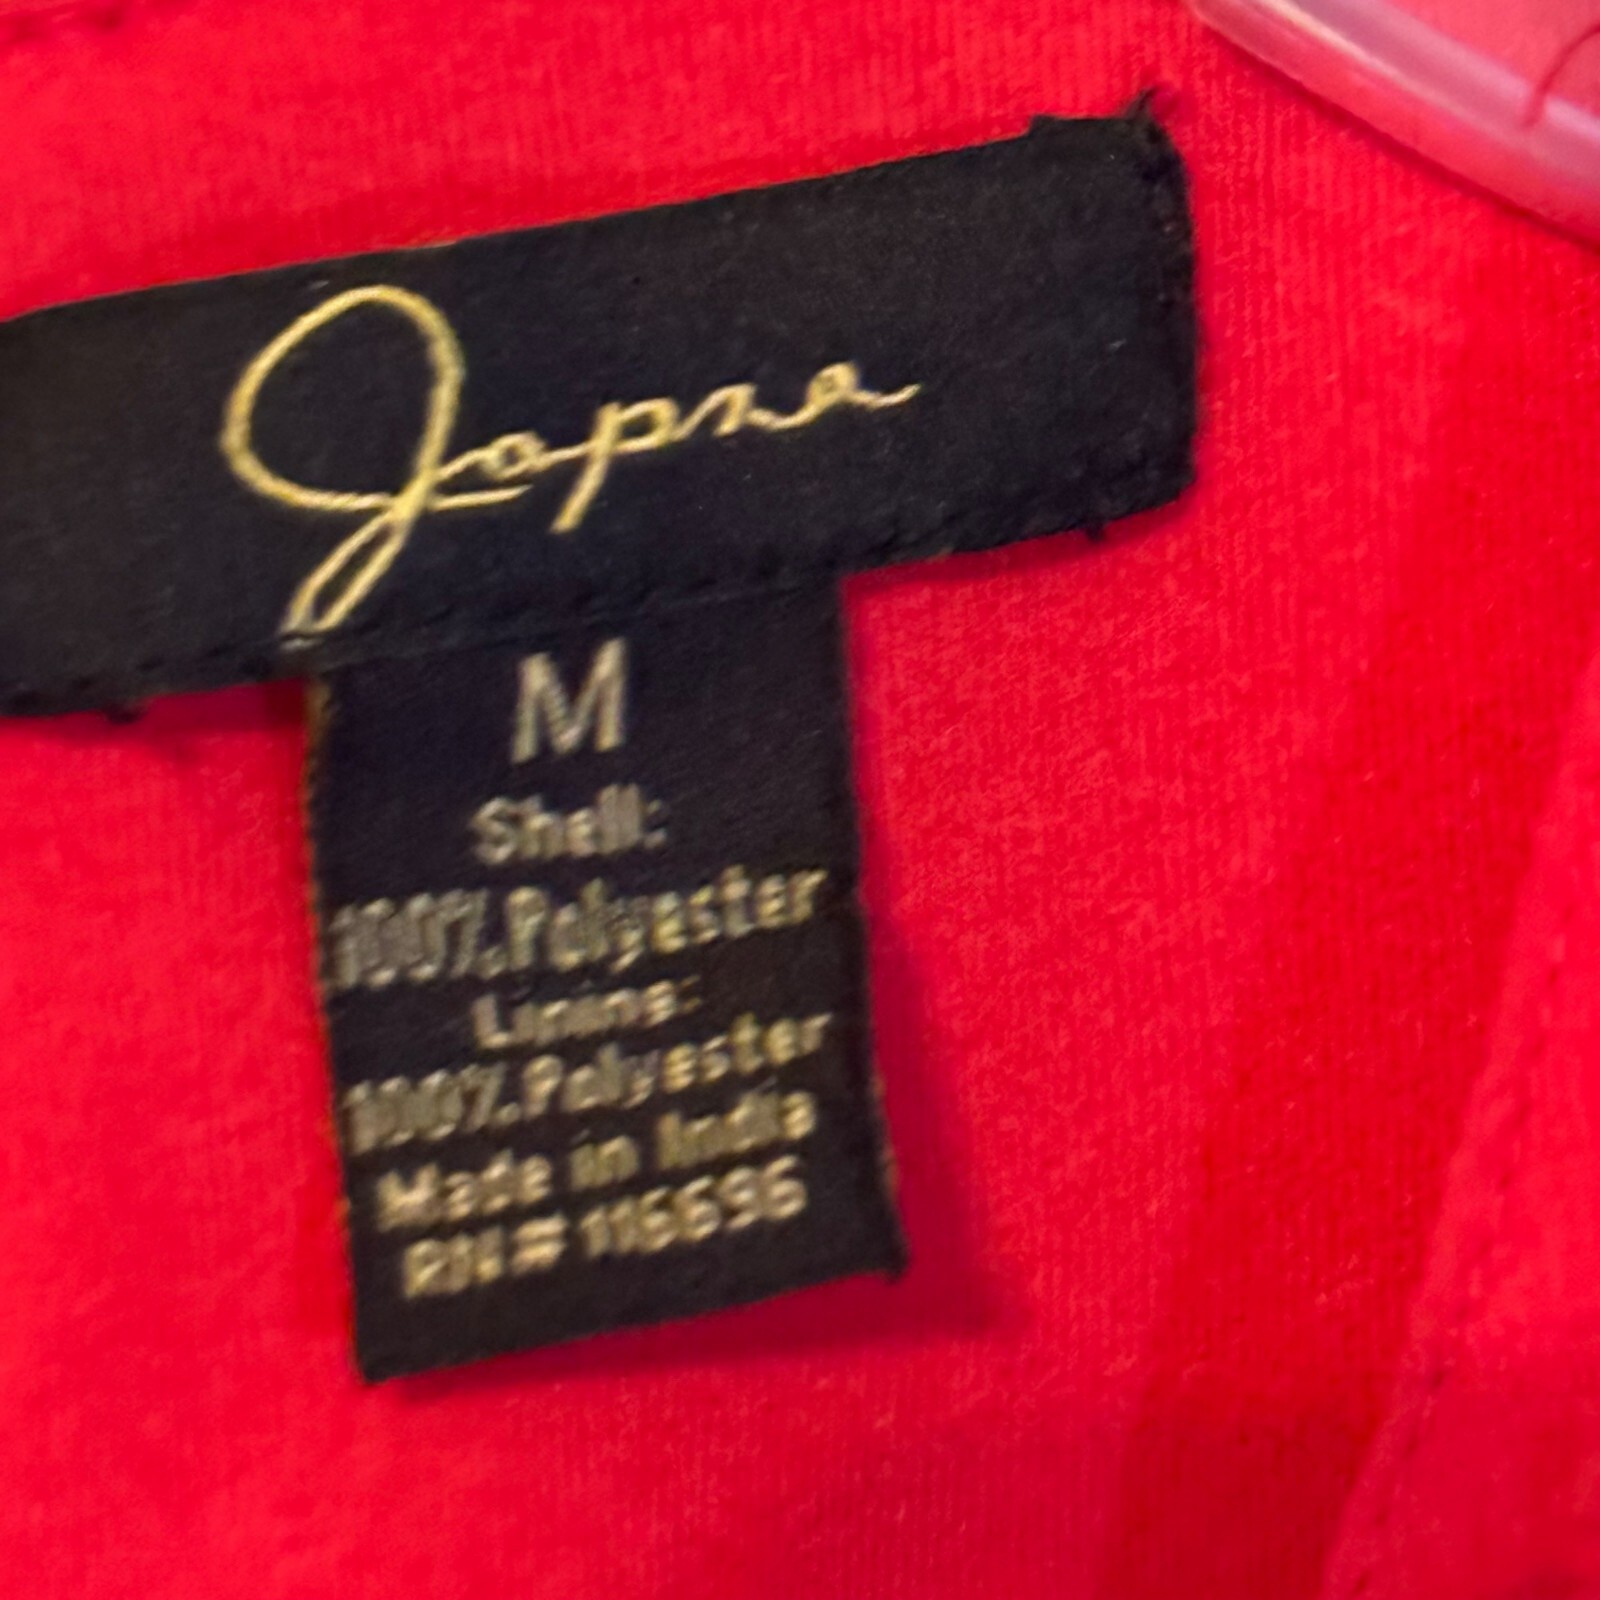 Japna
M
Shell:
100%.Polyester
Lining:
100%.Polyester
Made in India
RN# 116696